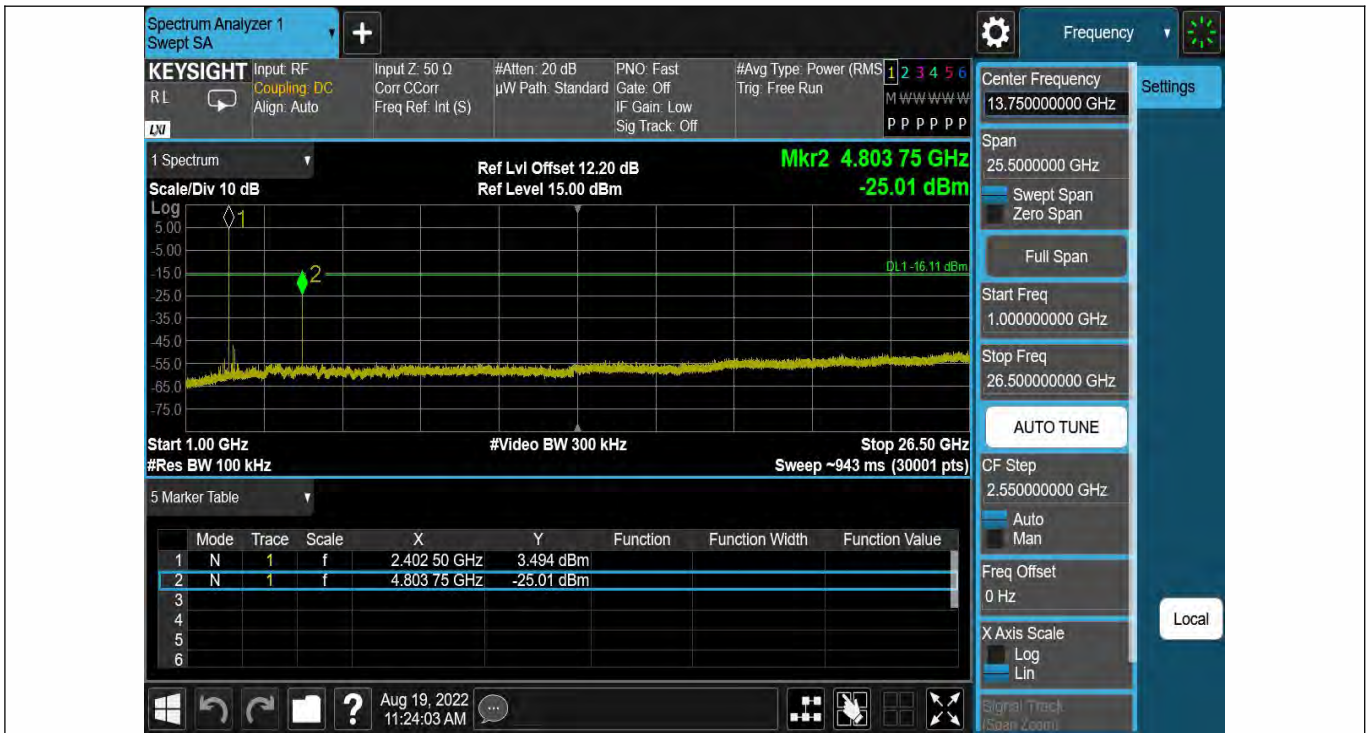 Spectrum Analyzer 1
Swept SA
Frequency
KEYSIGHT
RL
LXI
Input: RF
Coupling: DC
Align: Auto
Input Z: 50 Ω
Corr CCorr
Freq Ref: Int (S)
#Atten: 20 dB
µW Path: Standard
PNO: Fast
Gate: Off
IF Gain: Low
Sig Track: Off
#Avg Type: Power (RMS
Trig: Free Run
1 2 3 4 5 6
M W W W W W
P P P P P P
1 Spectrum
Scale/Div 10 dB
Ref Lvl Offset 12.20 dB
Ref Level 15.00 dBm
Mkr2 4.803 75 GHz
-25.01 dBm
Log
1
5.00
-5.00
-15.0
2
DL1 -16.11 dBm
-25.0
-35.0
-45.0
-55.0
-65.0
-75.0
Start 1.00 GHz
#Video BW 300 kHz
Stop 26.50 GHz
#Res BW 100 kHz
Sweep ~943 ms (30001 pts)
5 Marker Table
Mode Trace Scale X Y Function Function Width Function Value
1 N 1 f 2.402 50 GHz 3.494 dBm
2 N 1 f 4.803 75 GHz -25.01 dBm
3
4
5
6
Aug 19, 2022
11:24:03 AM
Center Frequency
13.750000000 GHz
Settings
Span
25.5000000 GHz
Swept Span
Zero Span
Full Span
Start Freq
1.000000000 GHz
Stop Freq
26.500000000 GHz
AUTO TUNE
CF Step
2.550000000 GHz
Auto
Man
Freq Offset
0 Hz
X Axis Scale
Log
Lin
Local
Signal Track
(Span Zoom)